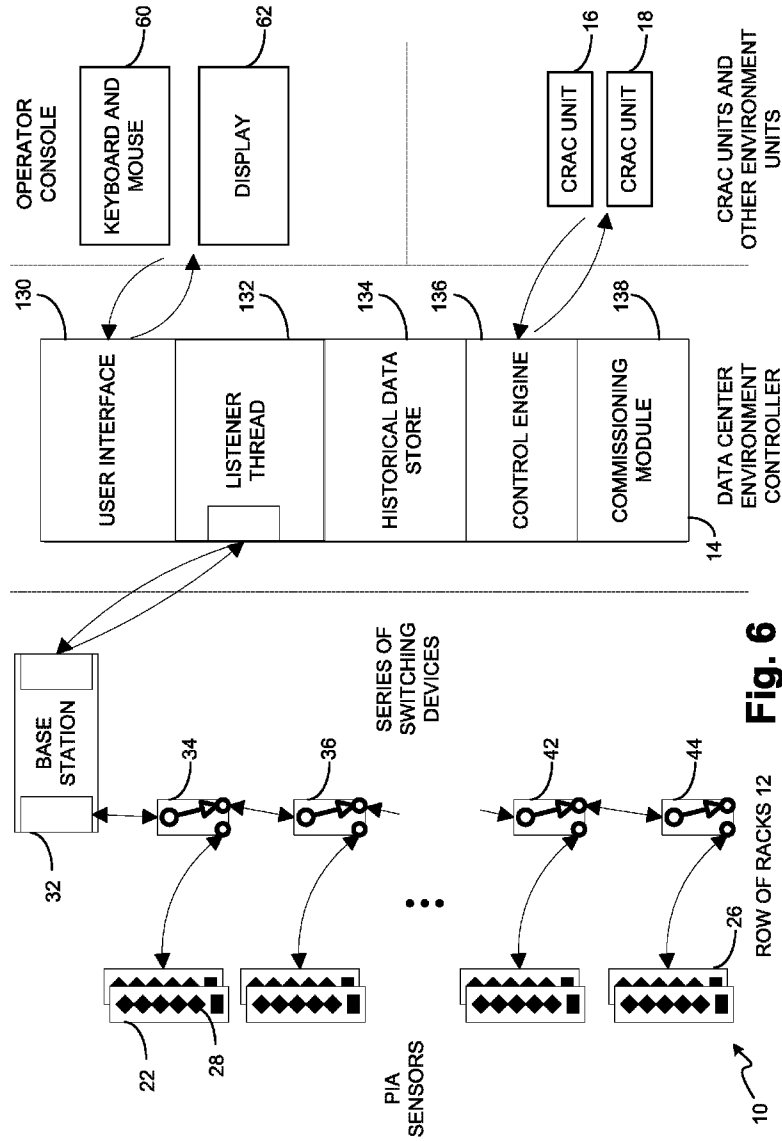 OPERATOR
CONSOLE
KEYBOARD AND
MOUSE
60
DISPLAY
62
CRAC UNIT
16
CRAC UNIT
18
CRAC UNITS AND
OTHER ENVIRONMENT
UNITS
130
USER INTERFACE
132
LISTENER
THREAD
134
HISTORICAL DATA
STORE
136
CONTROL ENGINE
138
COMMISSIONING
MODULE
14
DATA CENTER
ENVIRONMENT
CONTROLLER
BASE
STATION
32
SERIES OF
SWITCHING
DEVICES
34
36
42
44
ROW OF RACKS 12
Fig. 6
22
28
26
PIA
SENSORS
10